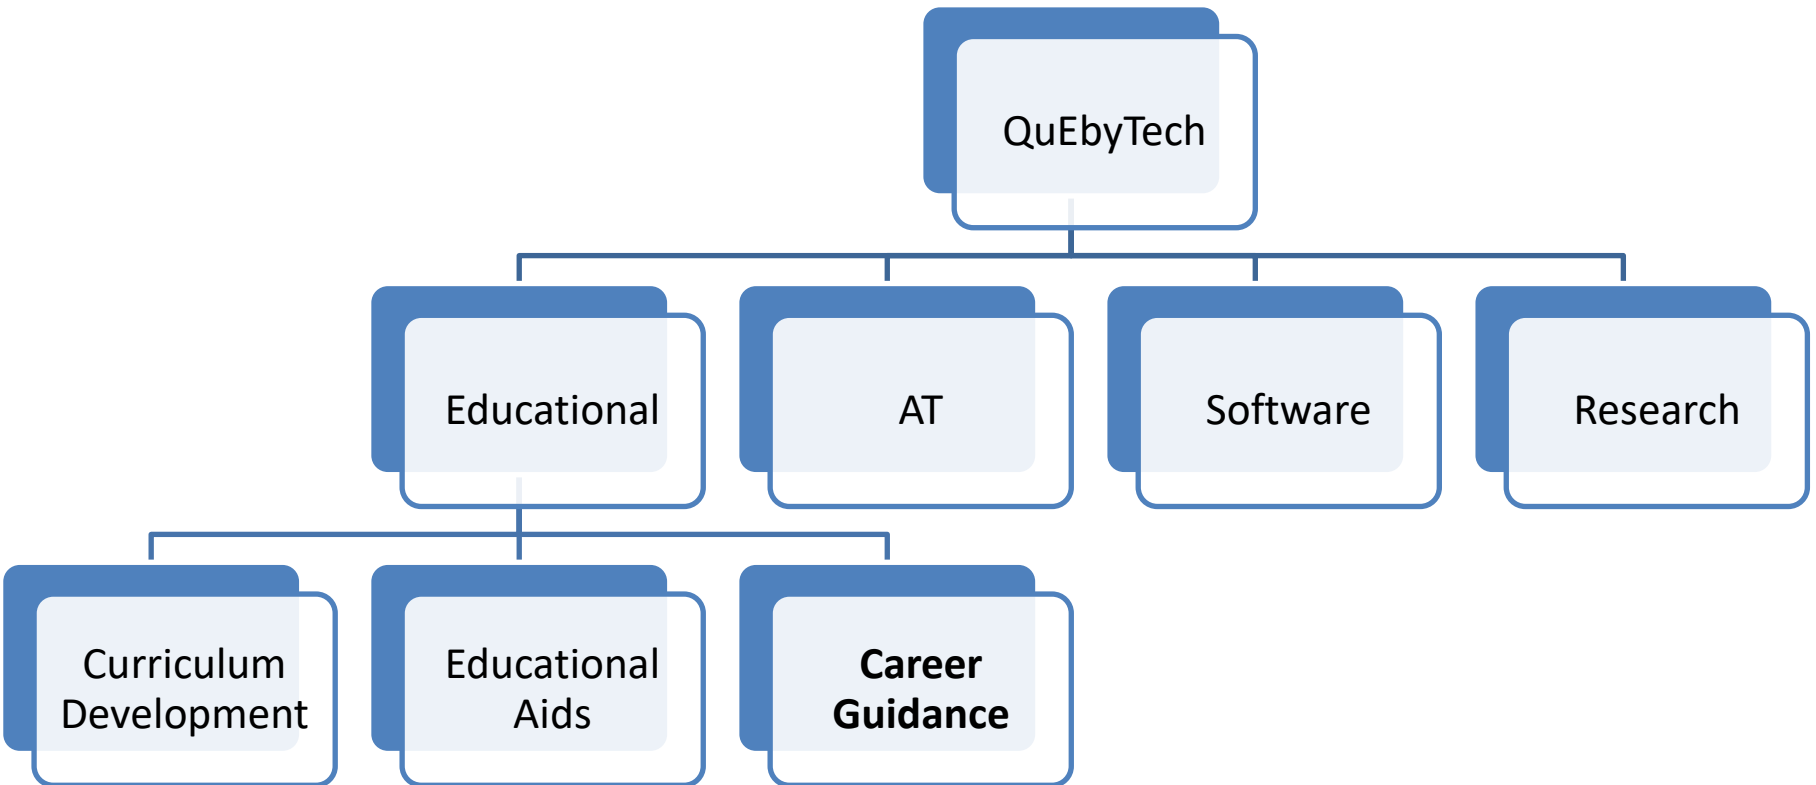 QuEbyTech
Educational
AT
Software
Research
Curriculum
Development
Educational
Aids
Career
Guidance